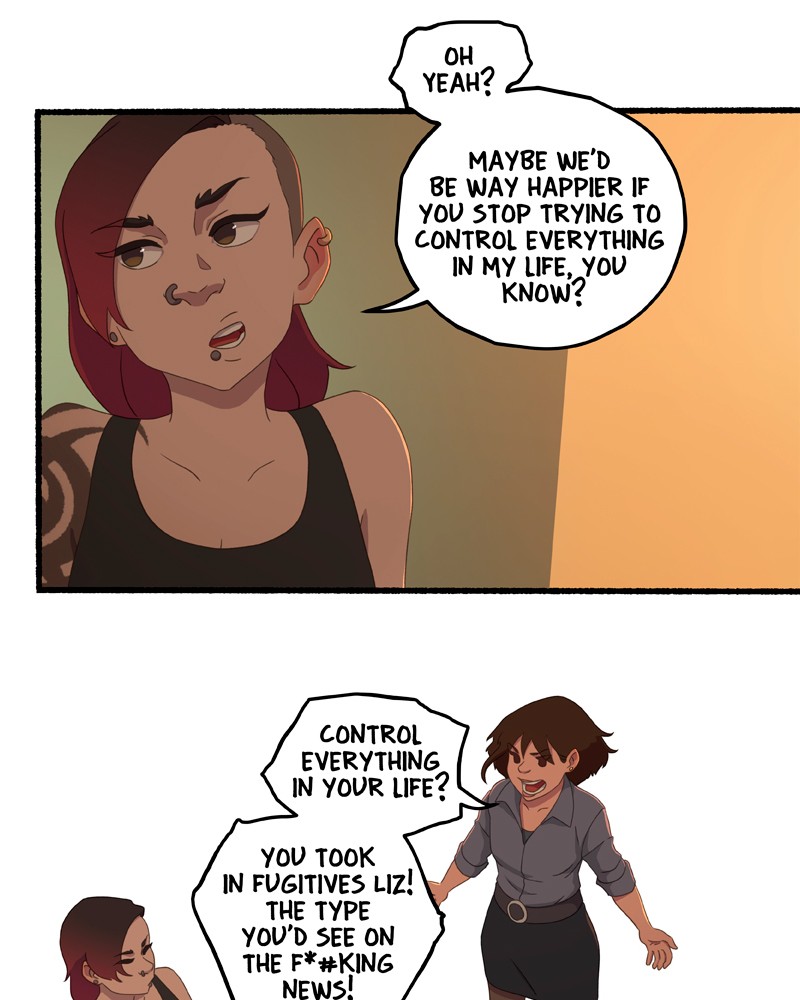 OH
YEAH?
MAYBE WE'D
BE WAY HAPPIER IF
YOU STOP TRYING TO
CONTROL EVERYTHING
IN MY LIFE, YOU
KNOW?
CONTROL
EVERYTHING
IN YOUR LIFE?
YOU TOOK
IN FUGITIVES LIZ!
THE TYPE
YOU'D SEE ON
THE F*#KING
NEWS!